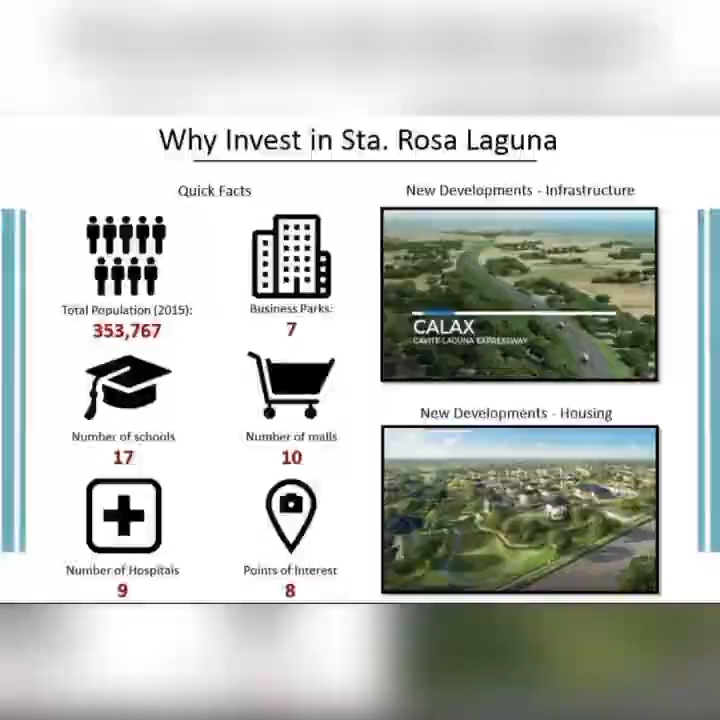 Why Invest in Sta. Rosa Laguna
Quick Facts
Total Population (2015):
353,767
Business Parks:
7
Number of schools
17
Number of malls
10
Number of Hospitals
9
Points of Interest
8
New Developments - Infrastructure
CALAX
CAVITE-LAGUNA EXPRESSWAY
New Developments - Housing